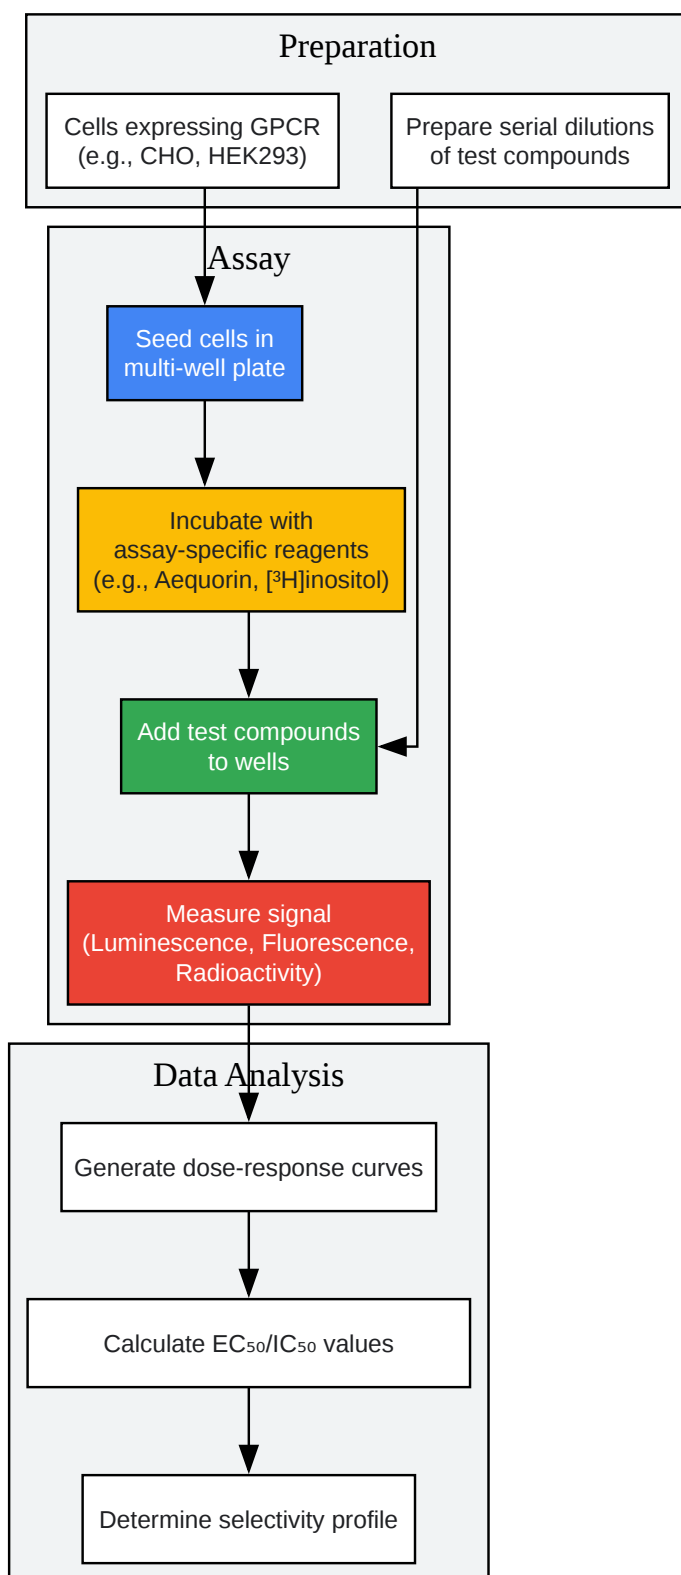 Preparation
Cells expressing GPCR
(e.g., CHO, HEK293)
Prepare serial dilutions
of test compounds
Assay
Seed cells in
multi-well plate
Incubate with
assay-specific reagents
(e.g., Aequorin, [³H]inositol)
Add test compounds
to wells
Measure signal
(Luminescence, Fluorescence,
Radioactivity)
Data Analysis
Generate dose-response curves
Calculate EC₅₀/IC₅₀ values
Determine selectivity profile